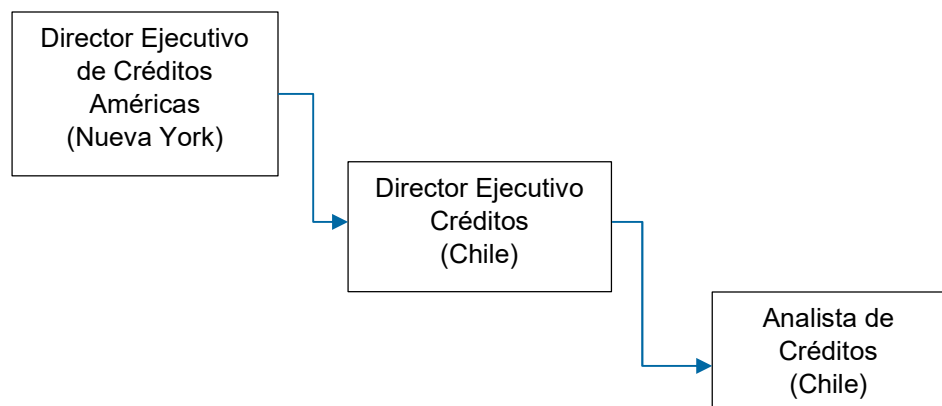 Director Ejecutivo
de Créditos
Américas
(Nueva York)
Director Ejecutivo
Créditos
(Chile)
Analista de
Créditos
(Chile)